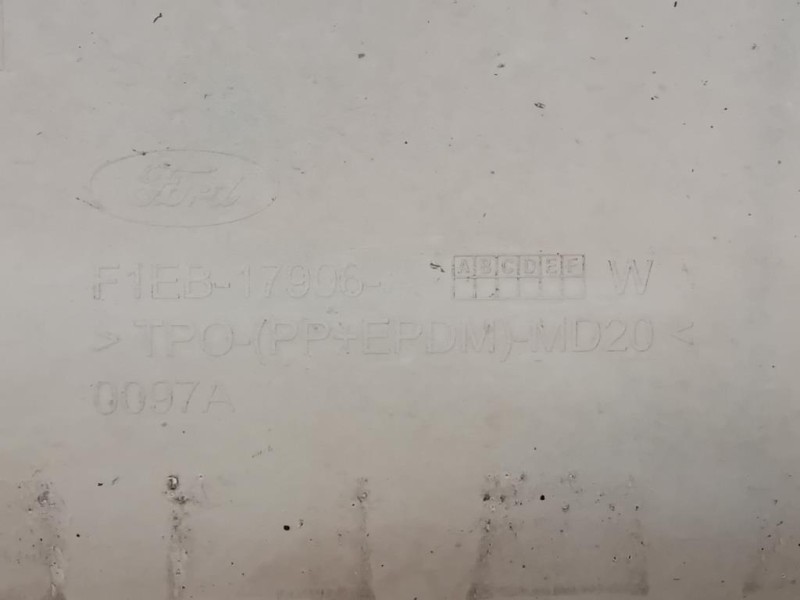 Ford
F1EB-17906- ABCDEF W
> TPO-(PP+EPDM)-MD20 <
0097A